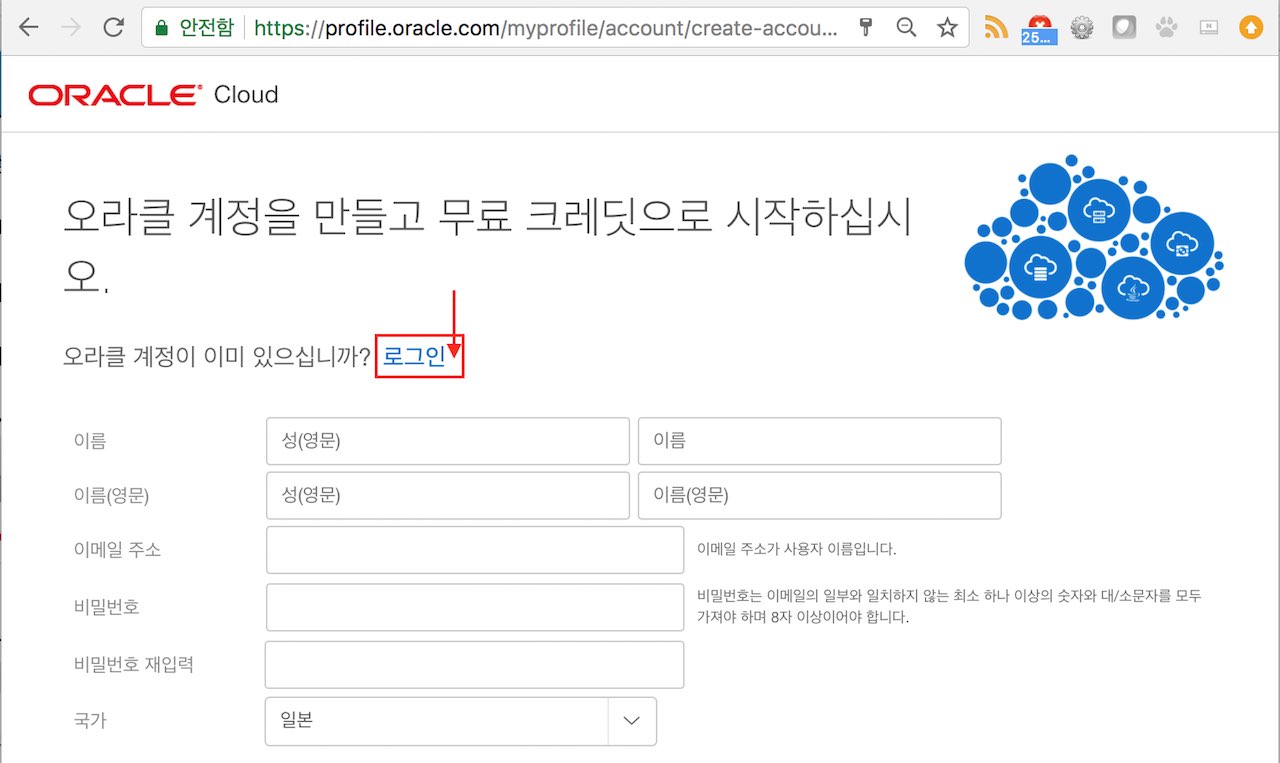 안전함 https://profile.oracle.com/myprofile/account/create-accou...
25...
N
ORACLE Cloud
오라클 계정을 만들고 무료 크레딧으로 시작하십시
오.
오라클 계정이 이미 있으십니까? 로그인
이름 성(영문) 이름
이름(영문) 성(영문) 이름(영문)
이메일 주소 이메일 주소가 사용자 이름입니다.
비밀번호 비밀번호는 이메일의 일부와 일치하지 않는 최소 하나 이상의 숫자와 대/소문자를 모두
가져야 하며 8자 이상이어야 합니다.
비밀번호 재입력
국가 일본